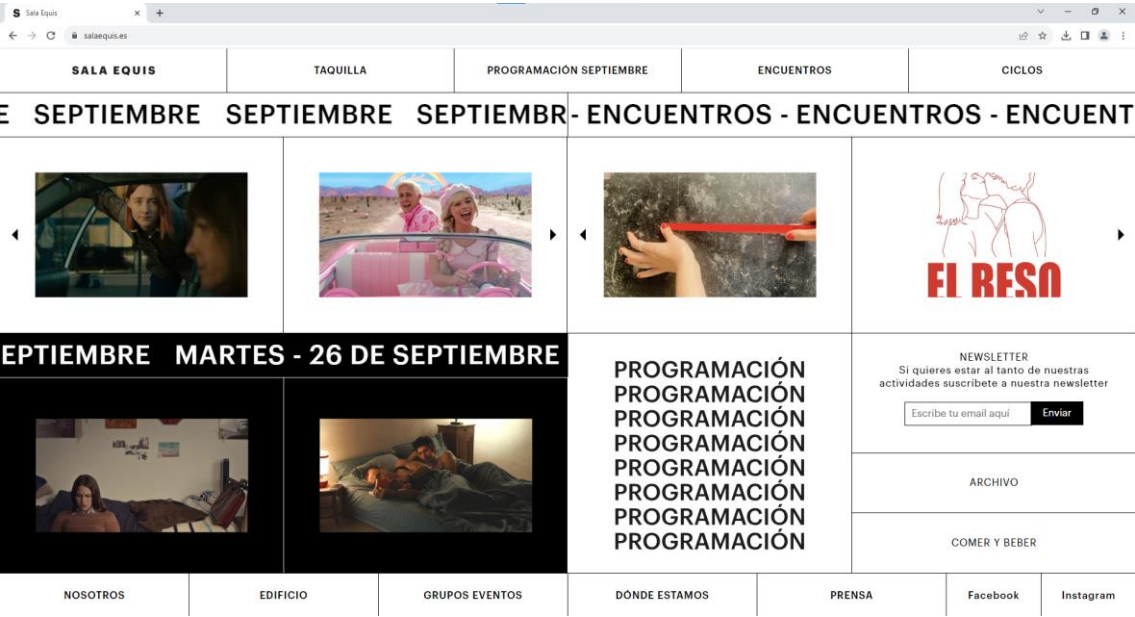 Sala Equis
salaequis.es
SALA EQUIS
TAQUILLA
PROGRAMACIÓN SEPTIEMBRE
ENCUENTROS
CICLOS
E SEPTIEMBRE SEPTIEMBRE SEPTIEMBR
- ENCUENTROS - ENCUENTROS - ENCUENT
EL BESO
EPTIEMBRE MARTES - 26 DE SEPTIEMBRE
PROGRAMACIÓN
PROGRAMACIÓN
PROGRAMACIÓN
PROGRAMACIÓN
PROGRAMACIÓN
PROGRAMACIÓN
PROGRAMACIÓN
PROGRAMACIÓN
NEWSLETTER
Si quieres estar al tanto de nuestras
actividades suscríbete a nuestra newsletter
Escribe tu email aquí
Enviar
ARCHIVO
COMER Y BEBER
NOSOTROS
EDIFICIO
GRUPOS EVENTOS
DÓNDE ESTAMOS
PRENSA
Facebook
Instagram